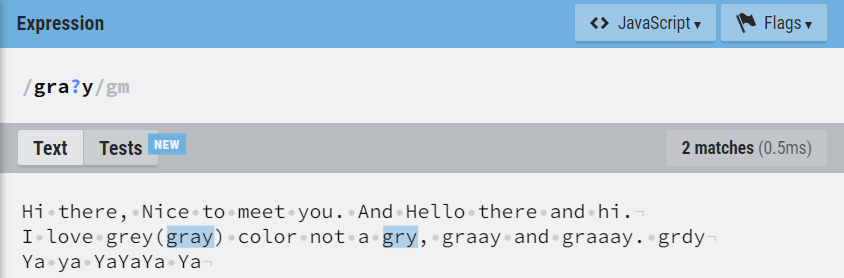 Expression
<> JavaScript ▾
Flags ▾
/gra?y/gm
Text
Tests
NEW
2 matches (0.5ms)
Hi·there,·Nice·to·meet·you.·And·Hello·there·and·hi.·¬
I·love·grey(gray)·color·not·a·gry,·graay·and·graaay.·grdy¬
Ya·ya·YaYaYa·Ya¬